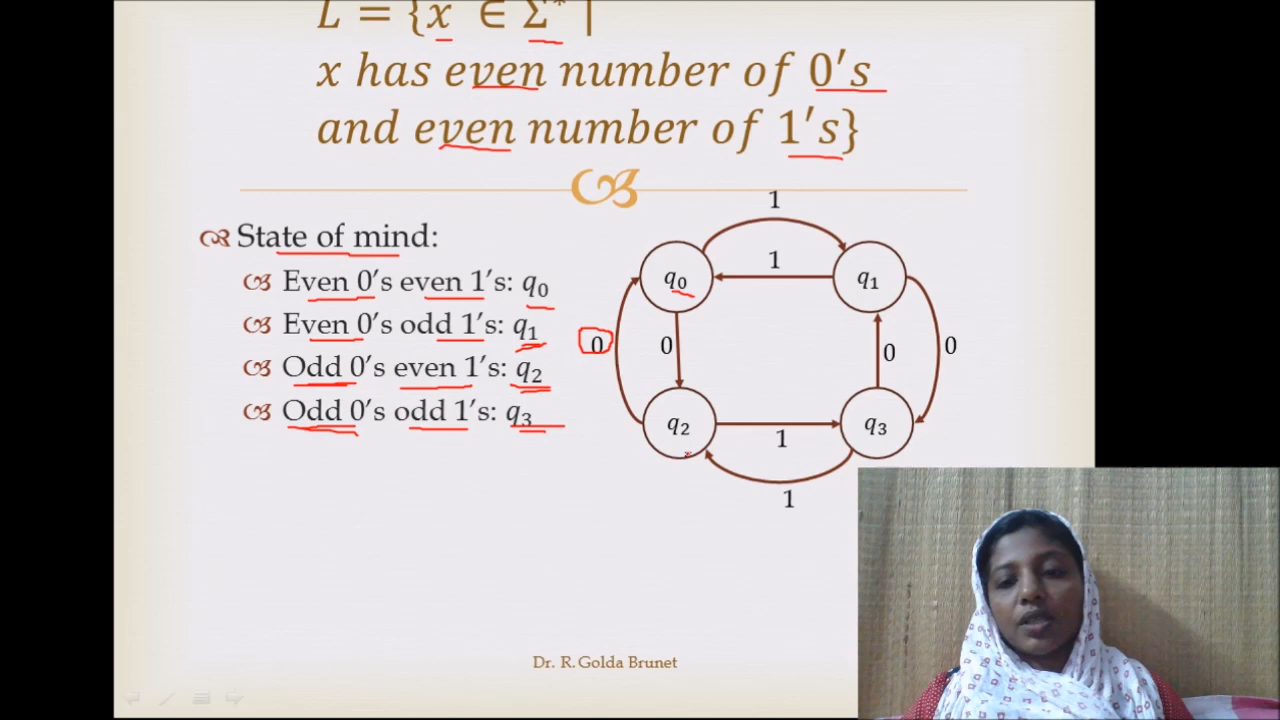 L = {x ∈ Σ* |
x has even number of 0's
and even number of 1's}
State of mind:
Even 0's even 1's: q₀
Even 0's odd 1's: q₁
Odd 0's even 1's: q₂
Odd 0's odd 1's: q₃
1
q₀
1
q₁
0
0
0
0
q₂
1
q₃
1
Dr. R. Golda Brunet